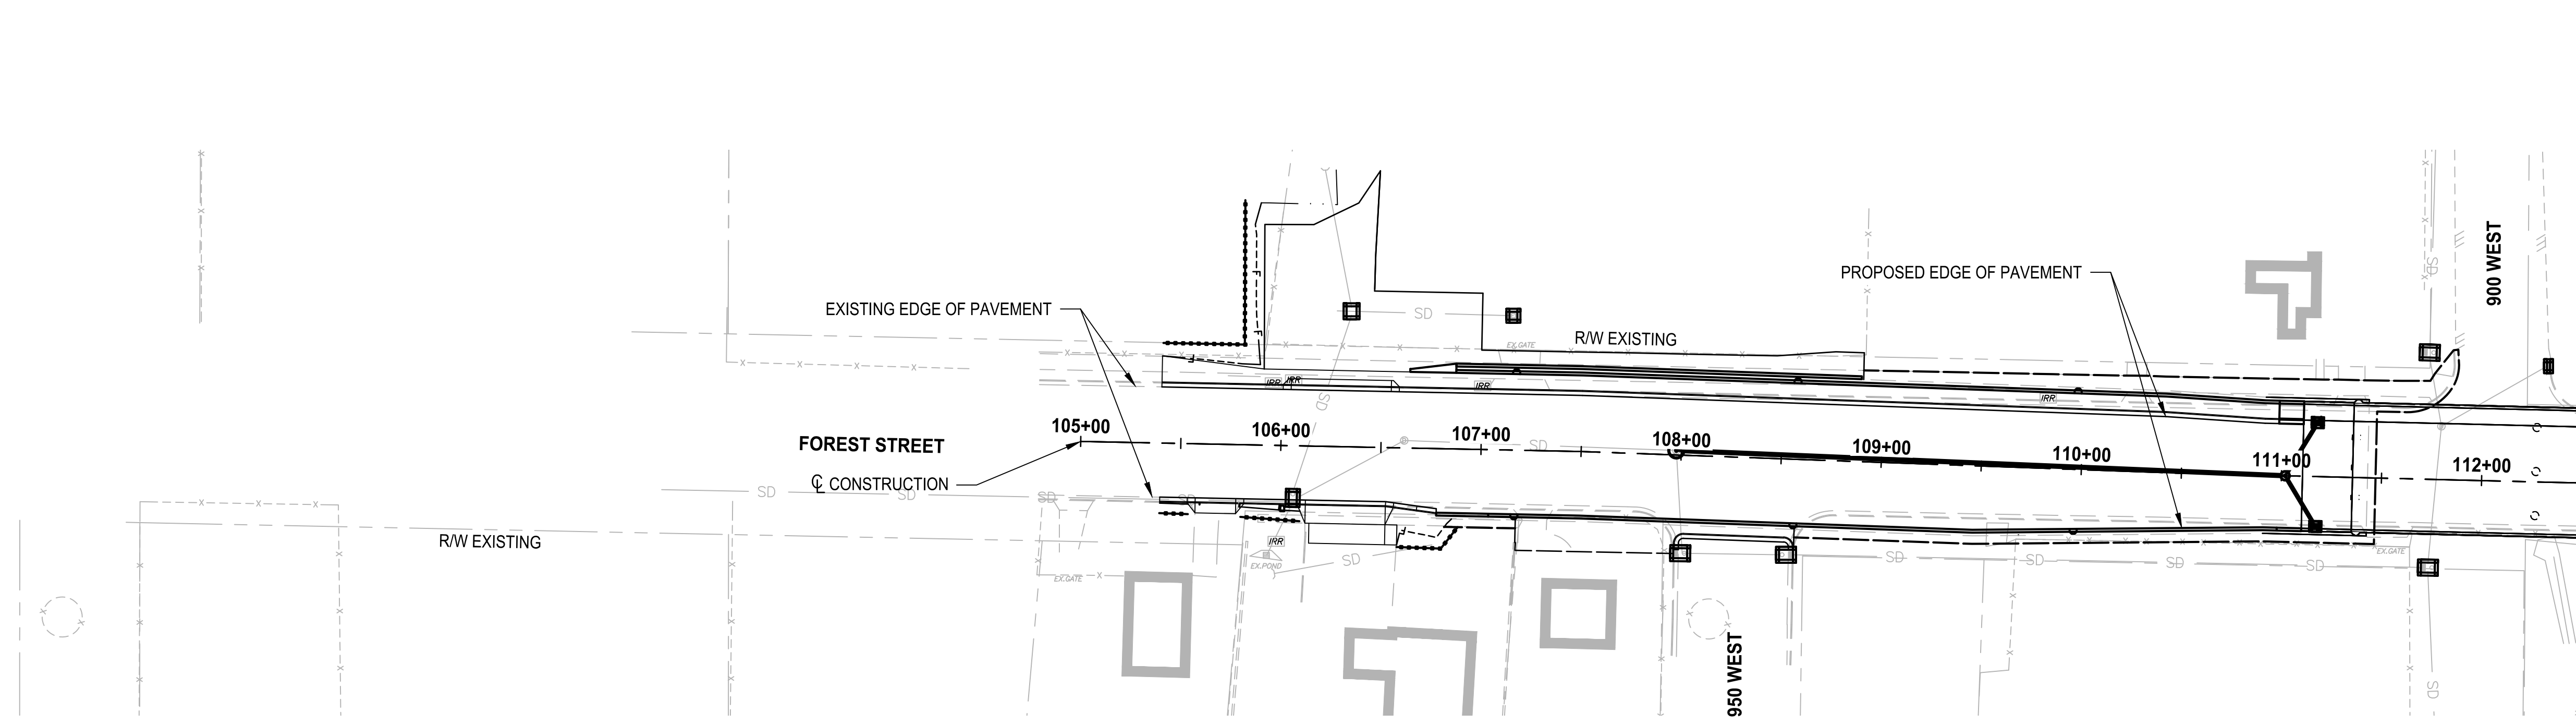 900 WEST
PROPOSED EDGE OF PAVEMENT
EXISTING EDGE OF PAVEMENT
SD
SD
R/W EXISTING
EX.GATE
IRR
IRR
IRR
IRR
SD
FOREST STREET
℄ CONSTRUCTION
105+00
106+00
107+00
108+00
109+00
110+00
111+00
112+00
SD
SD
SD
SD
SD
R/W EXISTING
IRR
EX.POND
SD
EX.GATE
SD
SD
SD
SD
EX.GATE
950 WEST
SD